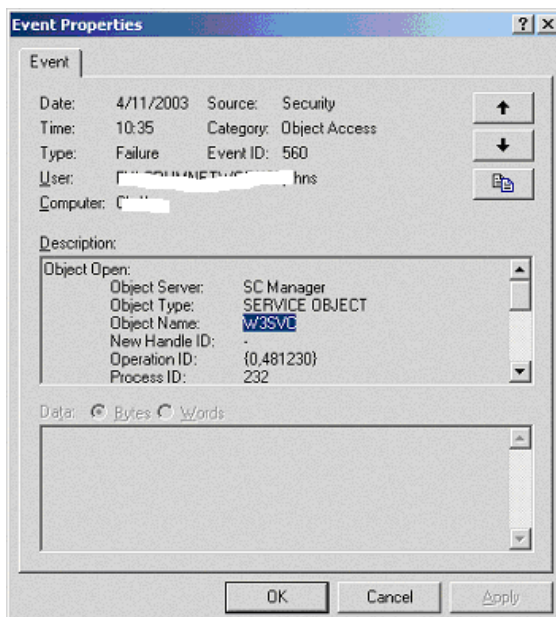 Event Properties
Event
Date: 4/11/2003 Source: Security
Time: 10:35 Category: Object Access
Type: Failure Event ID: 560
User:
Computer:
Description:
Object Open:
Object Server: SC Manager
Object Type: SERVICE OBJECT
Object Name: W3SVC
New Handle ID: -
Operation ID: {0,481230}
Process ID: 232
Data: Bytes Words
OK Cancel Apply